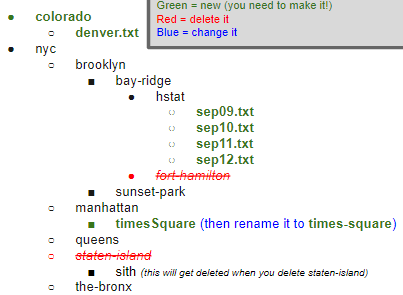 Green = new (you need to make it!)
Red = delete it
Blue = change it
colorado
denver.txt
nyc
brooklyn
bay-ridge
hstat
sep09.txt
sep10.txt
sep11.txt
sep12.txt
fort-hamilton
sunset-park
manhattan
timesSquare (then rename it to times-square)
queens
staten-island
sith (this will get deleted when you delete staten-island)
the-bronx